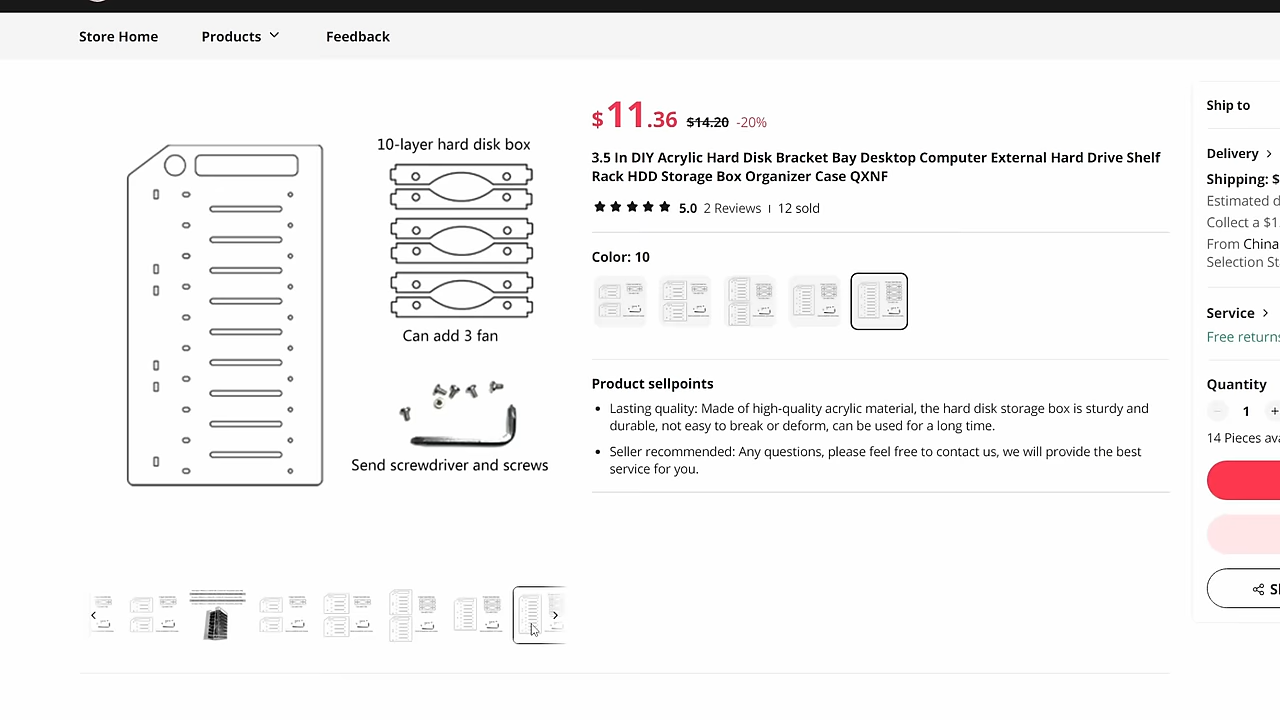 Store Home
Products
Feedback
10-layer hard disk box
Can add 3 fan
Send screwdriver and screws
$11.36 $14.20 -20%
3.5 In DIY Acrylic Hard Disk Bracket Bay Desktop Computer External Hard Drive Shelf
Rack HDD Storage Box Organizer Case QXNF
5.0 2 Reviews 12 sold
Color: 10
Product sellpoints
Lasting quality: Made of high-quality acrylic material, the hard disk storage box is sturdy and
durable, not easy to break or deform, can be used for a long time.
Seller recommended: Any questions, please feel free to contact us, we will provide the best
service for you.
Ship to
Delivery
Shipping: $
Estimated d
Collect a $1
From China
Selection St
Service
Free returns
Quantity
1
14 Pieces ava